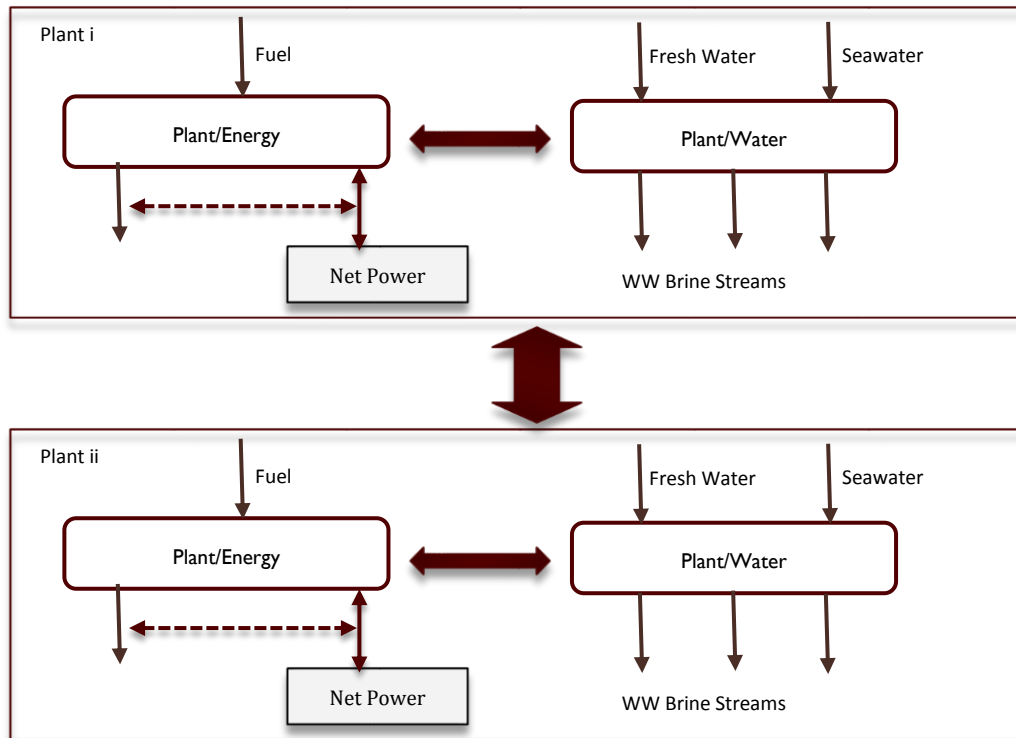 Plant i
Fuel
Fresh Water
Seawater
Plant/Energy
Plant/Water
Net Power
WW Brine Streams
Plant ii
Fuel
Fresh Water
Seawater
Plant/Energy
Plant/Water
Net Power
WW Brine Streams